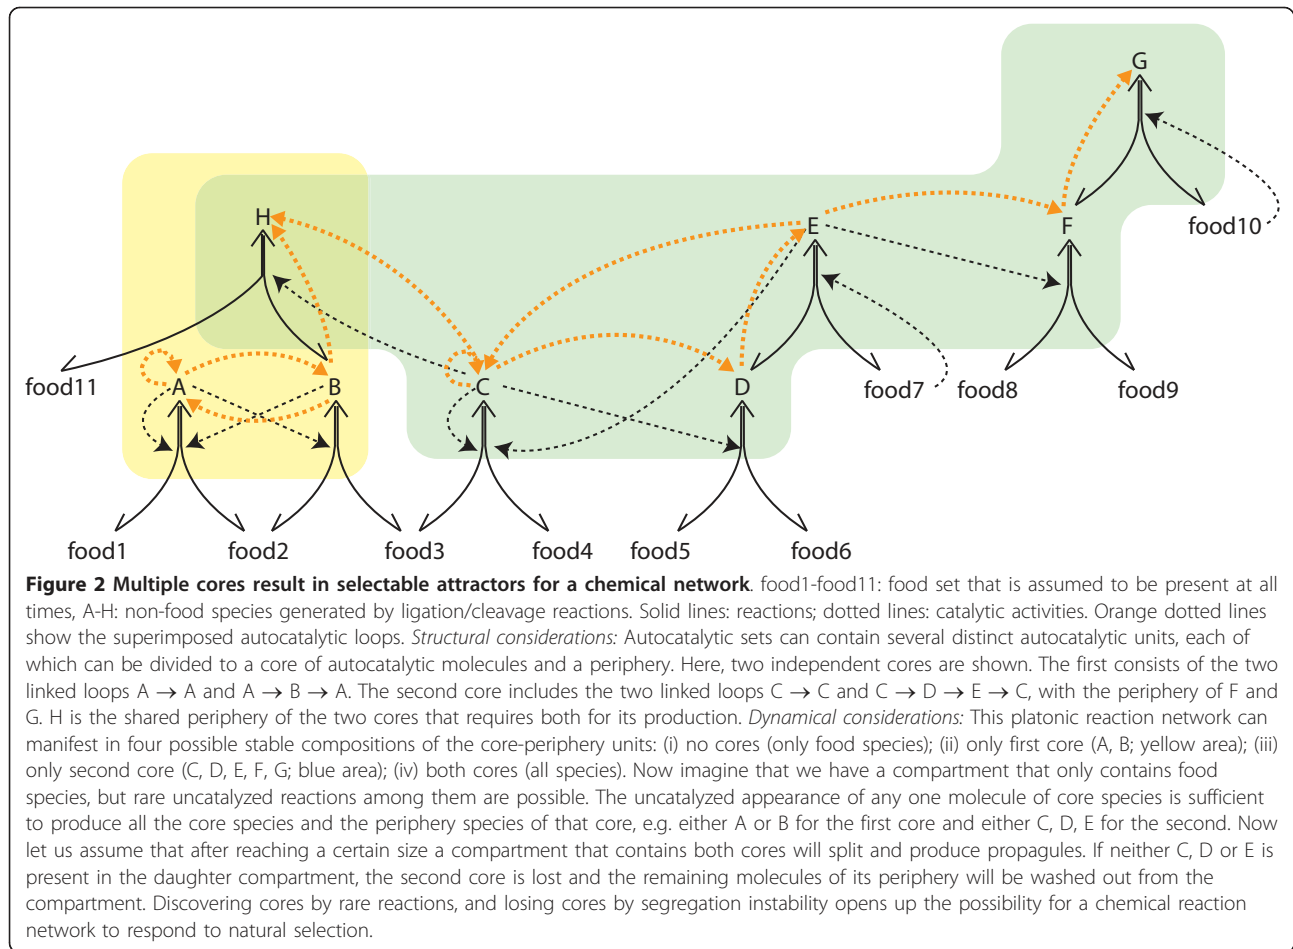 G
H
E
F
food10
food11
A
B
C
D
food7
food8
food9
food1
food2
food3
food4
food5
food6
Figure 2 Multiple cores result in selectable attractors for a chemical network. food1-food11: food set that is assumed to be present at all
times, A-H: non-food species generated by ligation/cleavage reactions. Solid lines: reactions; dotted lines: catalytic activities. Orange dotted lines
show the superimposed autocatalytic loops. Structural considerations: Autocatalytic sets can contain several distinct autocatalytic units, each of
which can be divided to a core of autocatalytic molecules and a periphery. Here, two independent cores are shown. The first consists of the two
linked loops A → A and A → B → A. The second core includes the two linked loops C → C and C → D → E → C, with the periphery of F and
G. H is the shared periphery of the two cores that requires both for its production. Dynamical considerations: This platonic reaction network can
manifest in four possible stable compositions of the core-periphery units: (i) no cores (only food species); (ii) only first core (A, B; yellow area); (iii)
only second core (C, D, E, F, G; blue area); (iv) both cores (all species). Now imagine that we have a compartment that only contains food
species, but rare uncatalyzed reactions among them are possible. The uncatalyzed appearance of any one molecule of core species is sufficient
to produce all the core species and the periphery species of that core, e.g. either A or B for the first core and either C, D, E for the second. Now
let us assume that after reaching a certain size a compartment that contains both cores will split and produce propagules. If neither C, D or E is
present in the daughter compartment, the second core is lost and the remaining molecules of its periphery will be washed out from the
compartment. Discovering cores by rare reactions, and losing cores by segregation instability opens up the possibility for a chemical reaction
network to respond to natural selection.